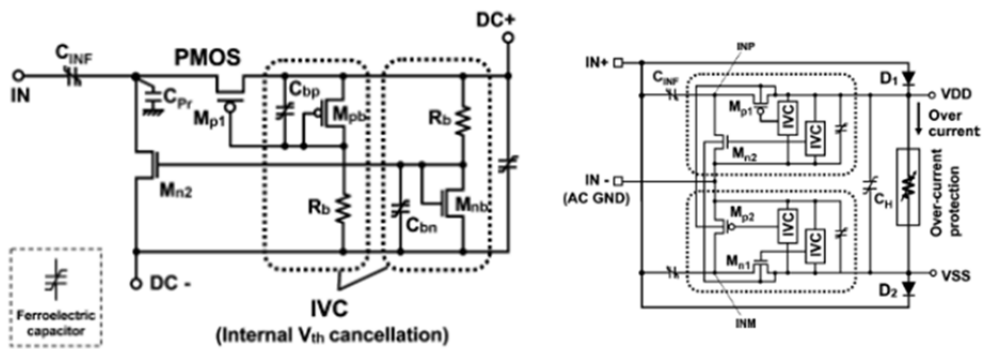 DC+
C_INF
PMOS
IN
C_Pr
C_bp
M_pb
M_p1
R_b
M_n2
R_b
M_nb
C_bn
DC -
Ferroelectric
capacitor
IVC
(Internal V_th cancellation)
INP
IN+
D_1
C_INF
VDD
M_p1
IVC
IVC
Over
current
M_n2
IN -
(AC GND)
C_H
Over-current
protection
M_p2
IVC
IVC
M_n1
VSS
D_2
INM